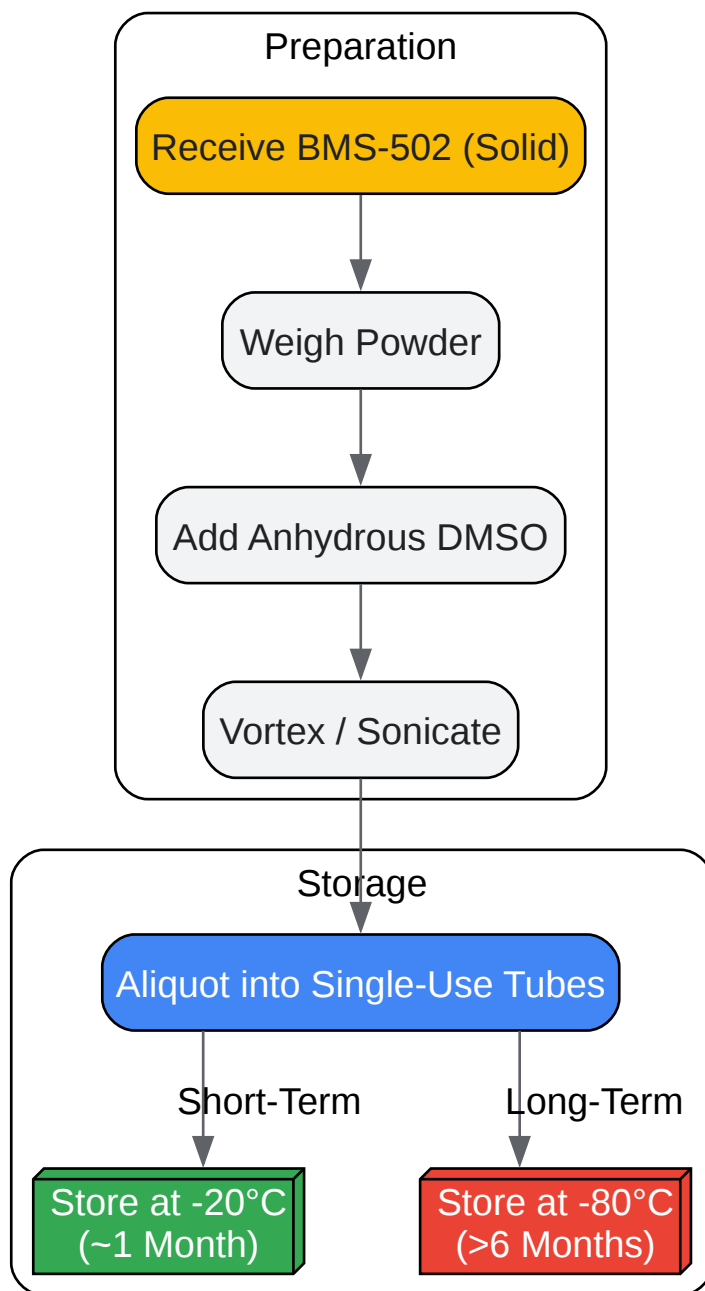 Preparation
Receive BMS-502 (Solid)
Weigh Powder
Add Anhydrous DMSO
Vortex / Sonicate
Storage
Aliquot into Single-Use Tubes
Short-Term
Long-Term
Store at -20°C
(~1 Month)
Store at -80°C
(>6 Months)